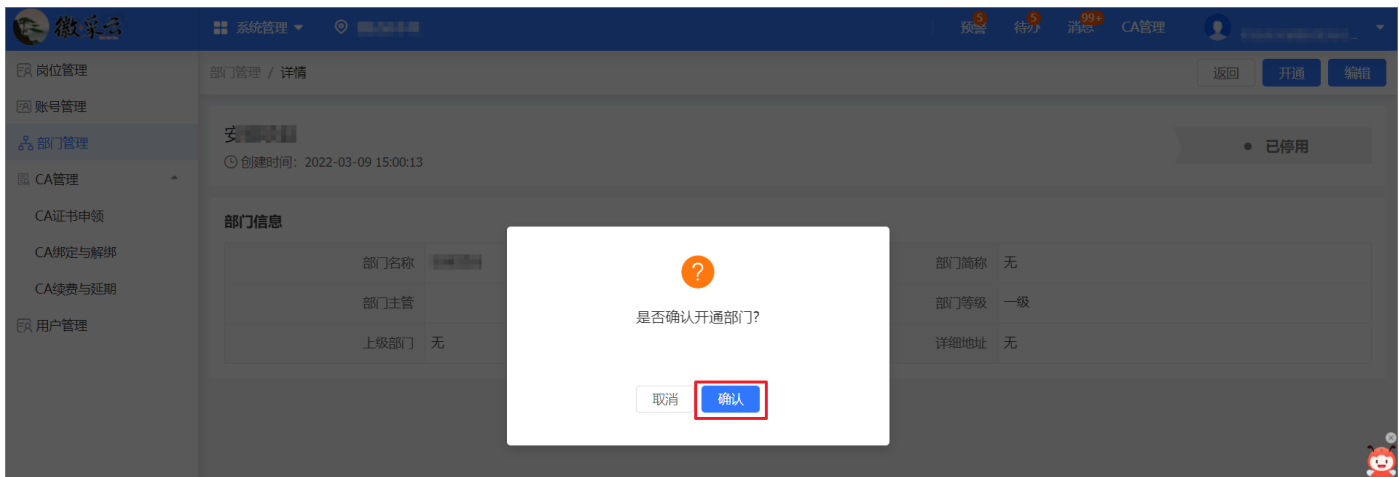 徽采云 系统管理 预警 5 待办 5 消息 99+ CA管理
岗位管理
部门管理 / 详情 返回 开通 编辑
账号管理
部门管理
安
创建时间：2022-03-09 15:00:13
已停用
CA管理
CA证书申领
部门信息
CA绑定与解绑
部门名称 部门简称 无
CA续费与延期
部门主管 部门等级 一级
用户管理
上级部门 无 详细地址 无
?
是否确认开通部门?
取消 确认